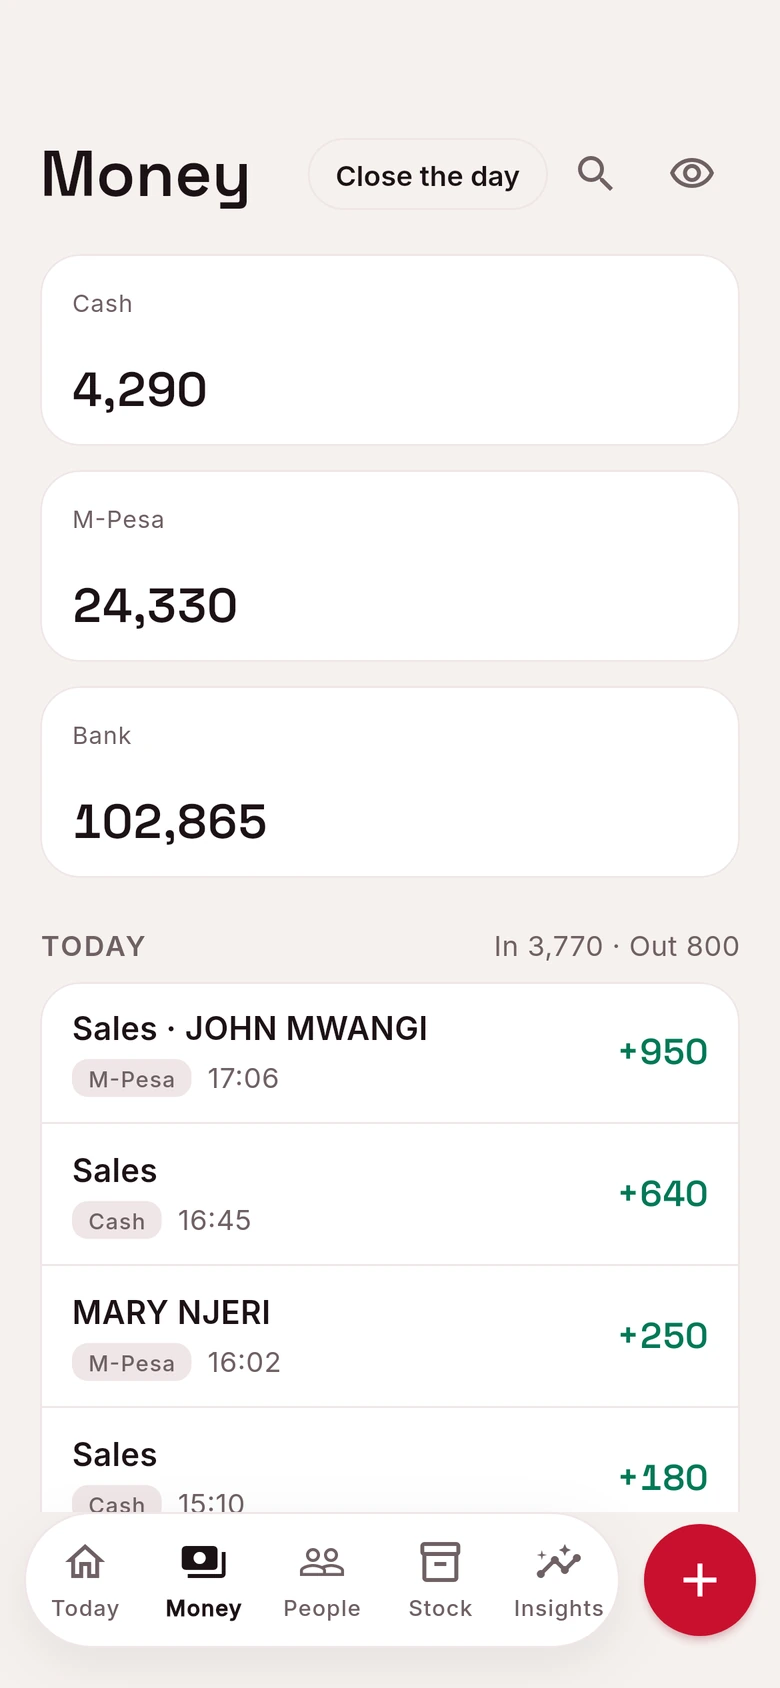 Money
Close the day
Cash
4,290
M-Pesa
24,330
Bank
102,865
TODAY
In 3,770 · Out 800
Sales · JOHN MWANGI
+950
M-Pesa 17:06
Sales
+640
Cash 16:45
MARY NJERI
+250
M-Pesa 16:02
Sales
+180
Cash 15:10
Today
Money
People
Stock
Insights